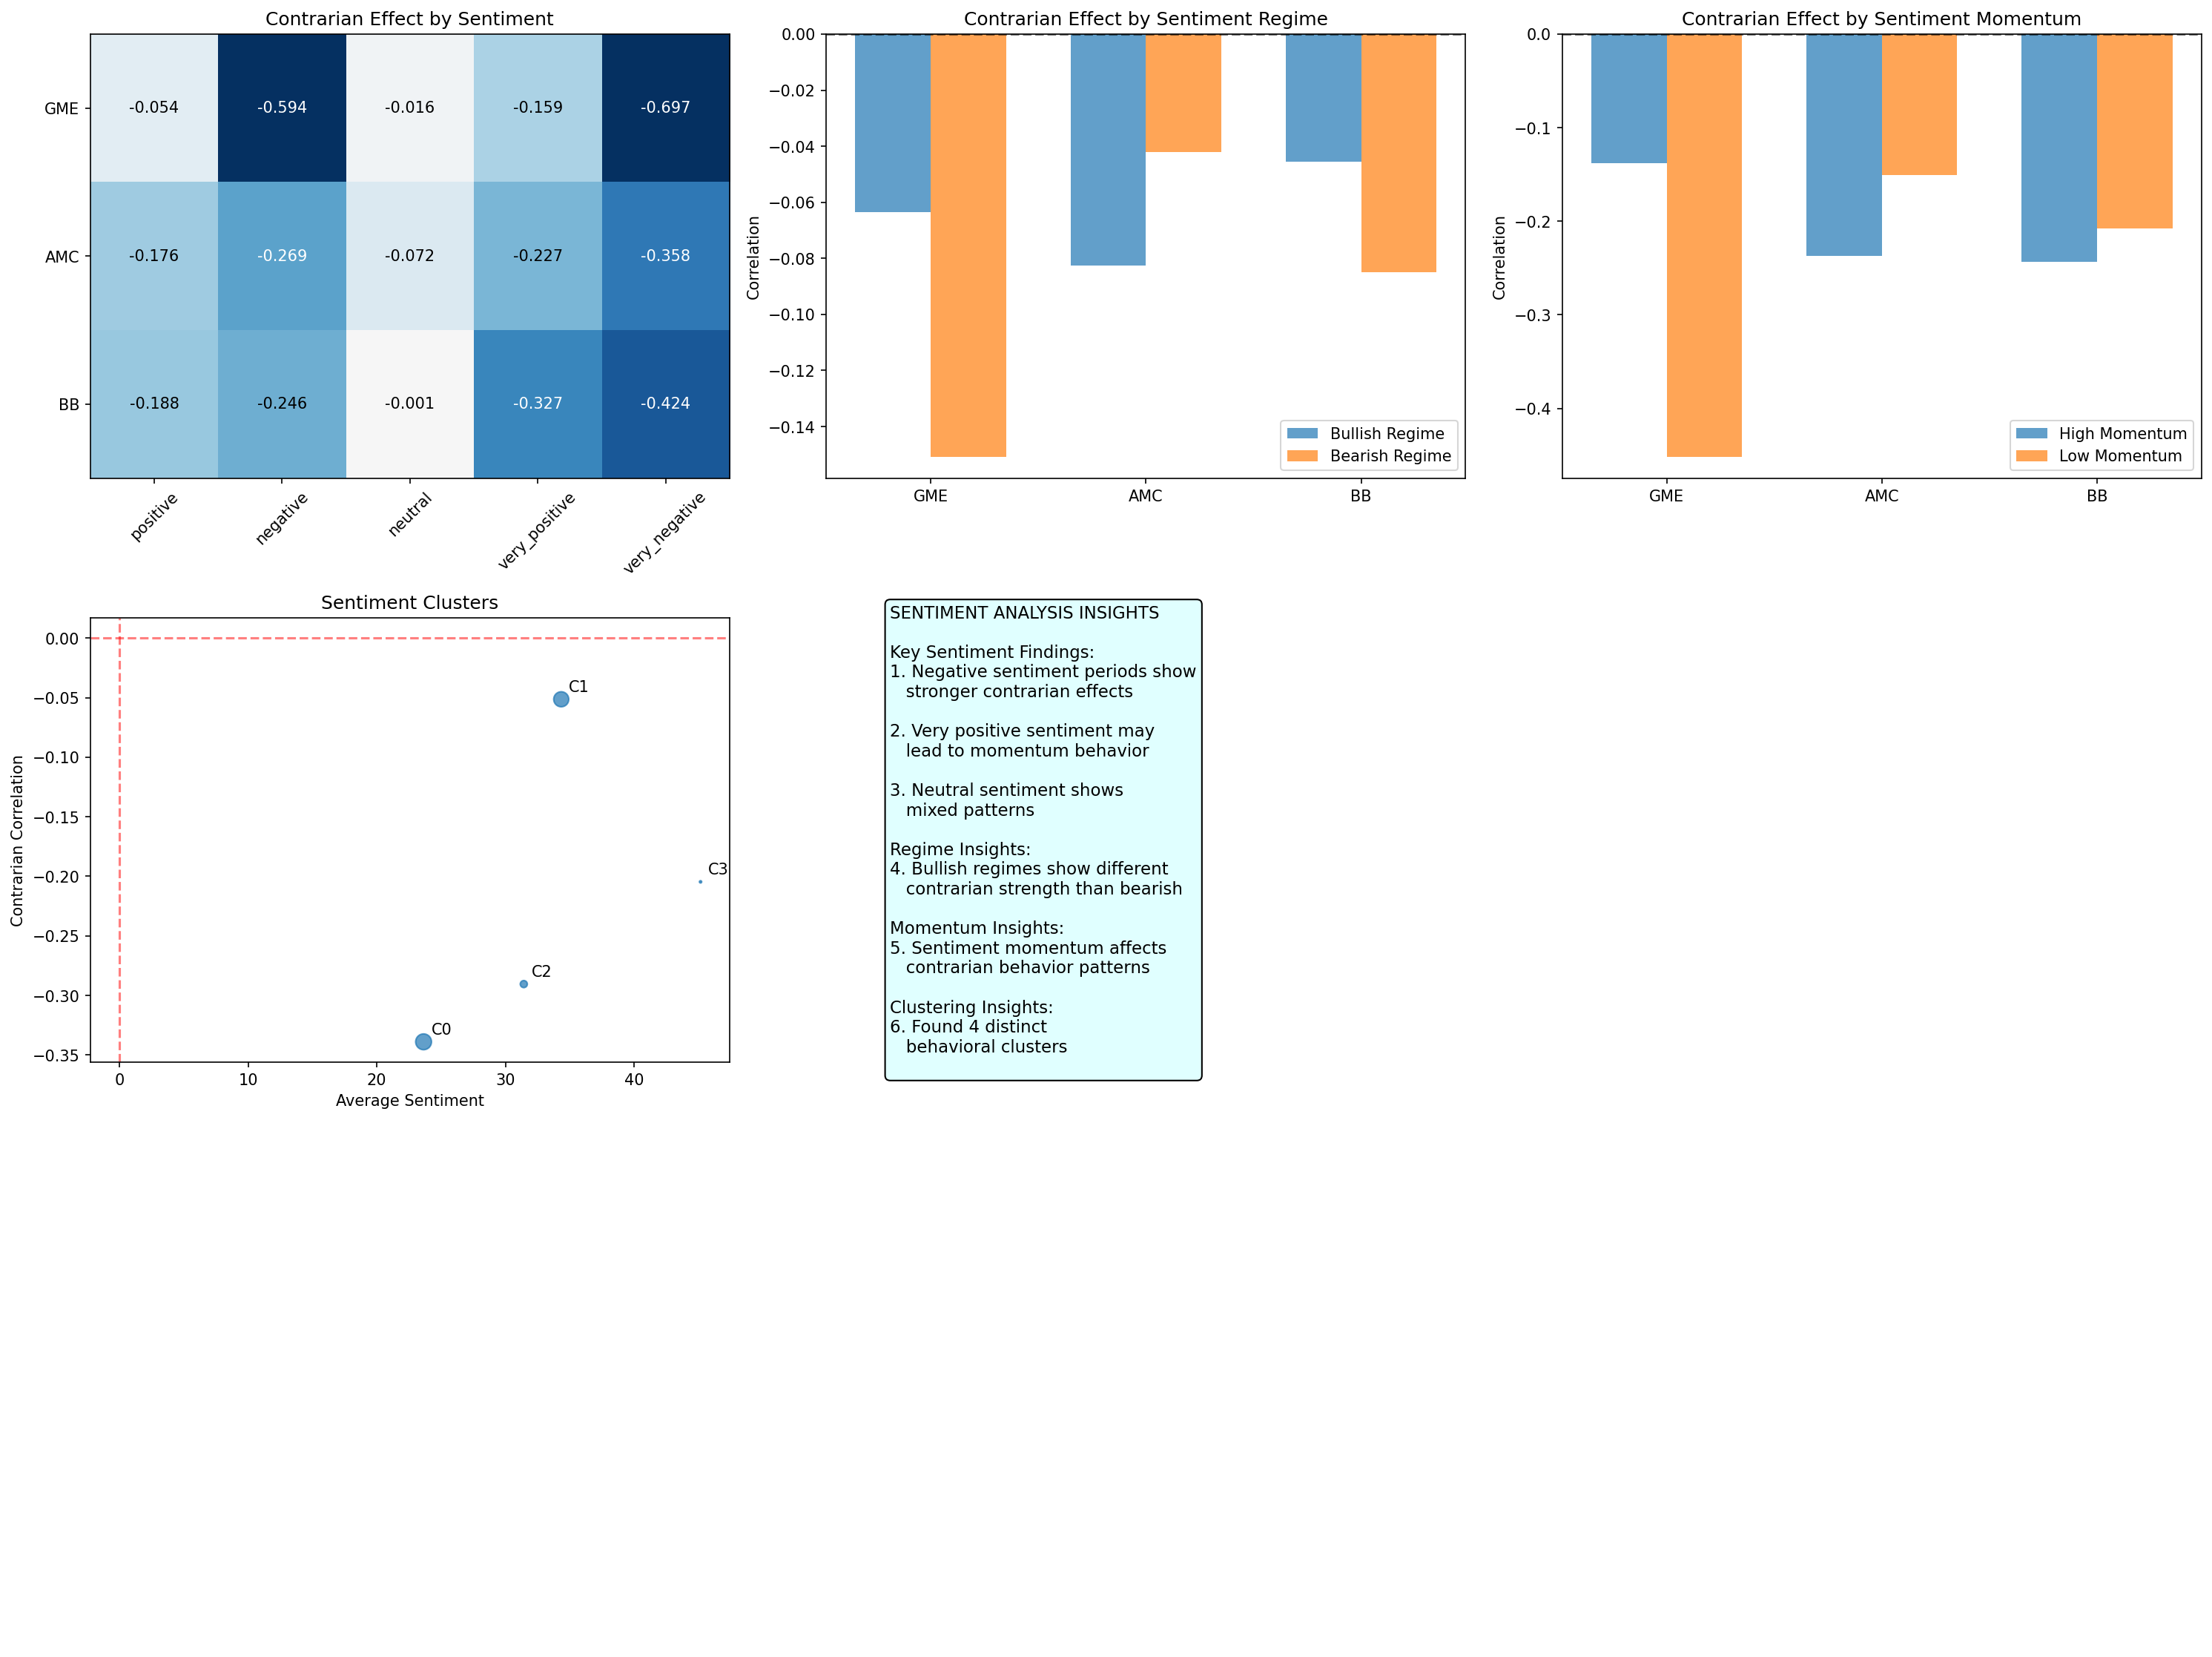 Contrarian Effect by Sentiment
GME
AMC
BB
-0.054 -0.594 -0.016 -0.159 -0.697
-0.176 -0.269 -0.072 -0.227 -0.358
-0.188 -0.246 -0.001 -0.327 -0.424
positive
negative
neutral
very_positive
very_negative
Contrarian Effect by Sentiment Regime
Correlation
0.00
−0.02
−0.04
−0.06
−0.08
−0.10
−0.12
−0.14
GME
AMC
BB
Bullish Regime
Bearish Regime
Contrarian Effect by Sentiment Momentum
Correlation
0.0
−0.1
−0.2
−0.3
−0.4
GME
AMC
BB
High Momentum
Low Momentum
Sentiment Clusters
Contrarian Correlation
0.00
−0.05
−0.10
−0.15
−0.20
−0.25
−0.30
−0.35
C1
C3
C2
C0
0
10
20
30
40
Average Sentiment
SENTIMENT ANALYSIS INSIGHTS
Key Sentiment Findings:
1. Negative sentiment periods show
stronger contrarian effects
2. Very positive sentiment may
lead to momentum behavior
3. Neutral sentiment shows
mixed patterns
Regime Insights:
4. Bullish regimes show different
contrarian strength than bearish
Momentum Insights:
5. Sentiment momentum affects
contrarian behavior patterns
Clustering Insights:
6. Found 4 distinct
behavioral clusters